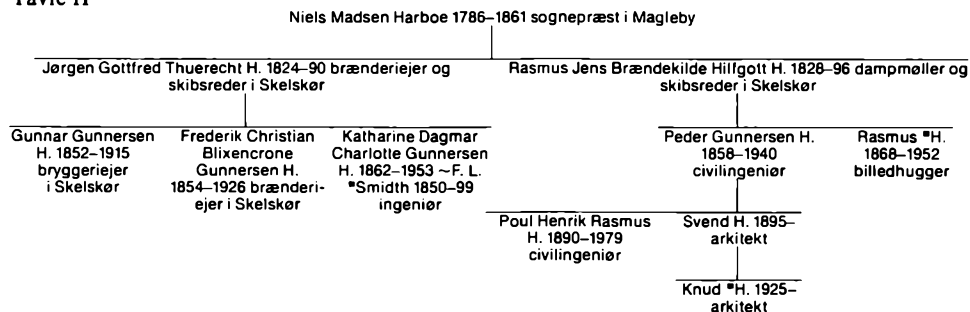 Tavle II
Niels Madsen Harboe 1786–1861 sognepræst i Magleby
Jørgen Gottfred Thuerecht H. 1824–90 brænderiejer og
skibsreder i Skelskør
Rasmus Jens Brændekilde Hilfgott H. 1828–96 dampmøller og
skibsreder i Skelskør
Gunnar Gunnersen
H. 1852–1915
bryggeriejer
i Skelskør
Frederik Christian
Blixencrone
Gunnersen H.
1854–1926 brænderi-
ejer i Skelskør
Katharine Dagmar
Charlotte Gunnersen
H. 1862–1953 ~F. L.
*Smidth 1850–99
ingeniør
Peder Gunnersen H.
1858–1940
civilingeniør
Rasmus *H.
1868–1952
billedhugger
Poul Henrik Rasmus
H. 1890–1979
civilingeniør
Svend H. 1895–
arkitekt
Knud *H. 1925–
arkitekt